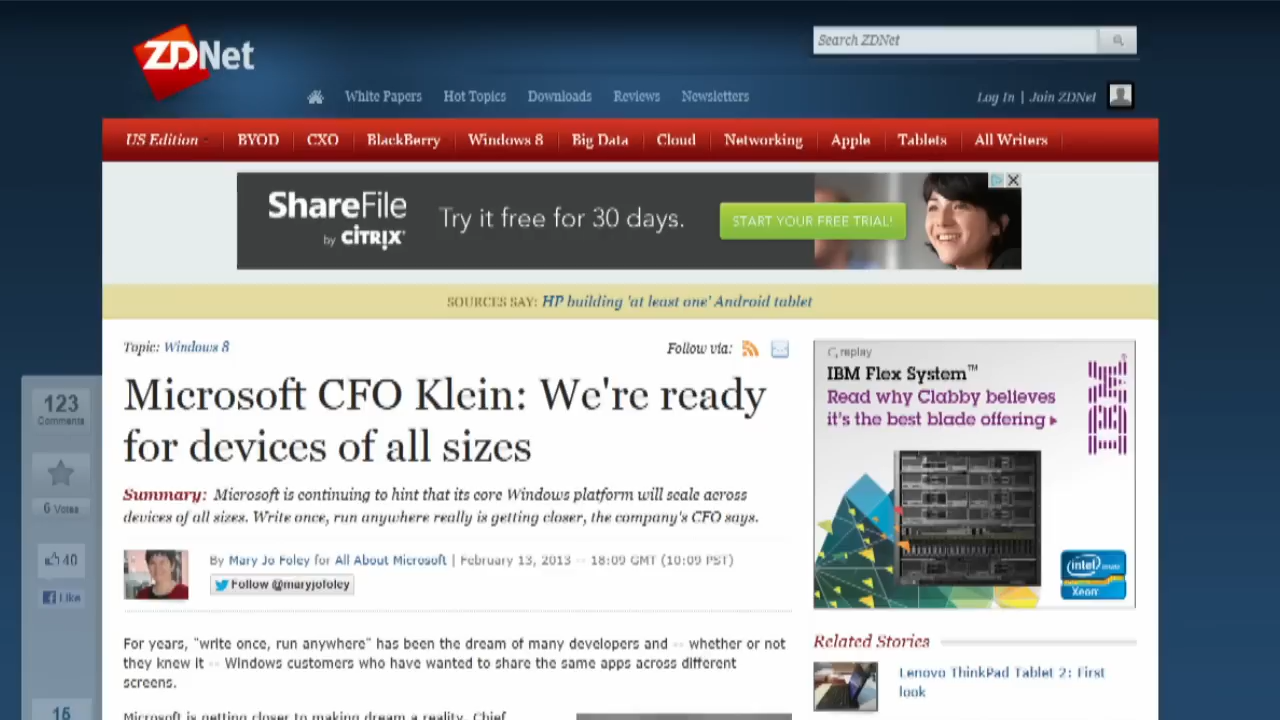 ZDNet
Search ZDNet
White Papers Hot Topics Downloads Reviews Newsletters
Log In | Join ZDNet
US Edition BYOD CXO BlackBerry Windows 8 Big Data Cloud Networking Apple Tablets All Writers
ShareFile
by CITRIX
Try it free for 30 days.
START YOUR FREE TRIAL!
SOURCES SAY: HP building 'at least one' Android tablet
Topic: Windows 8
Follow via:
Microsoft CFO Klein: We're ready
for devices of all sizes
Summary: Microsoft is continuing to hint that its core Windows platform will scale across
devices of all sizes. Write once, run anywhere really is getting closer, the company's CFO says.
By Mary Jo Foley for All About Microsoft | February 13, 2013 -- 18:09 GMT (10:09 PST)
Follow @maryjofoley
For years, "write once, run anywhere" has been the dream of many developers and -- whether or not
they knew it -- Windows customers who have wanted to share the same apps across different
screens.
Microsoft is getting closer to making dream a reality. Chief
123
Comments
6 Votes
40
Like
15
replay
IBM Flex System™
Read why Clabby believes
it's the best blade offering
IBM
intel inside
Xeon
Related Stories
Lenovo ThinkPad Tablet 2: First
look